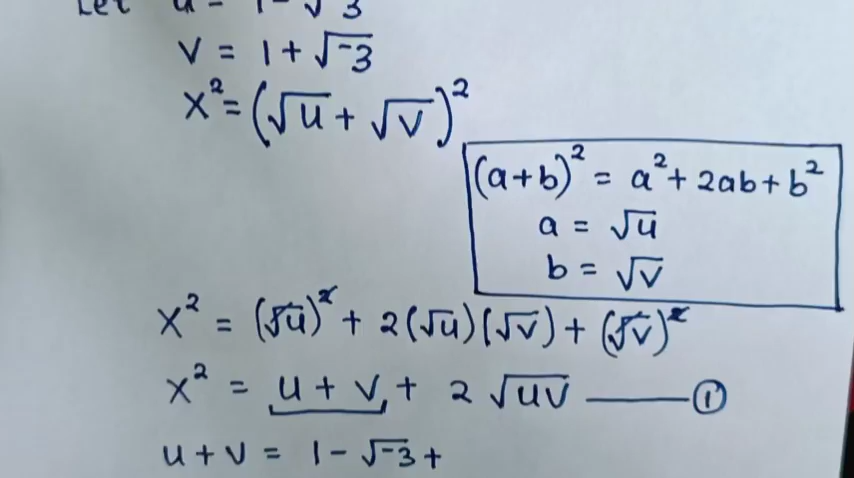 Let u = 1 - √3
V = 1 + √-3
X² = (√u + √v)²
(a+b)² = a² + 2ab + b²
a = √u
b = √v
X² = (√u)² + 2(√u)(√v) + (√v)²
X² = u + v + 2 √uv ——— ①
u + v = 1 - √-3 +